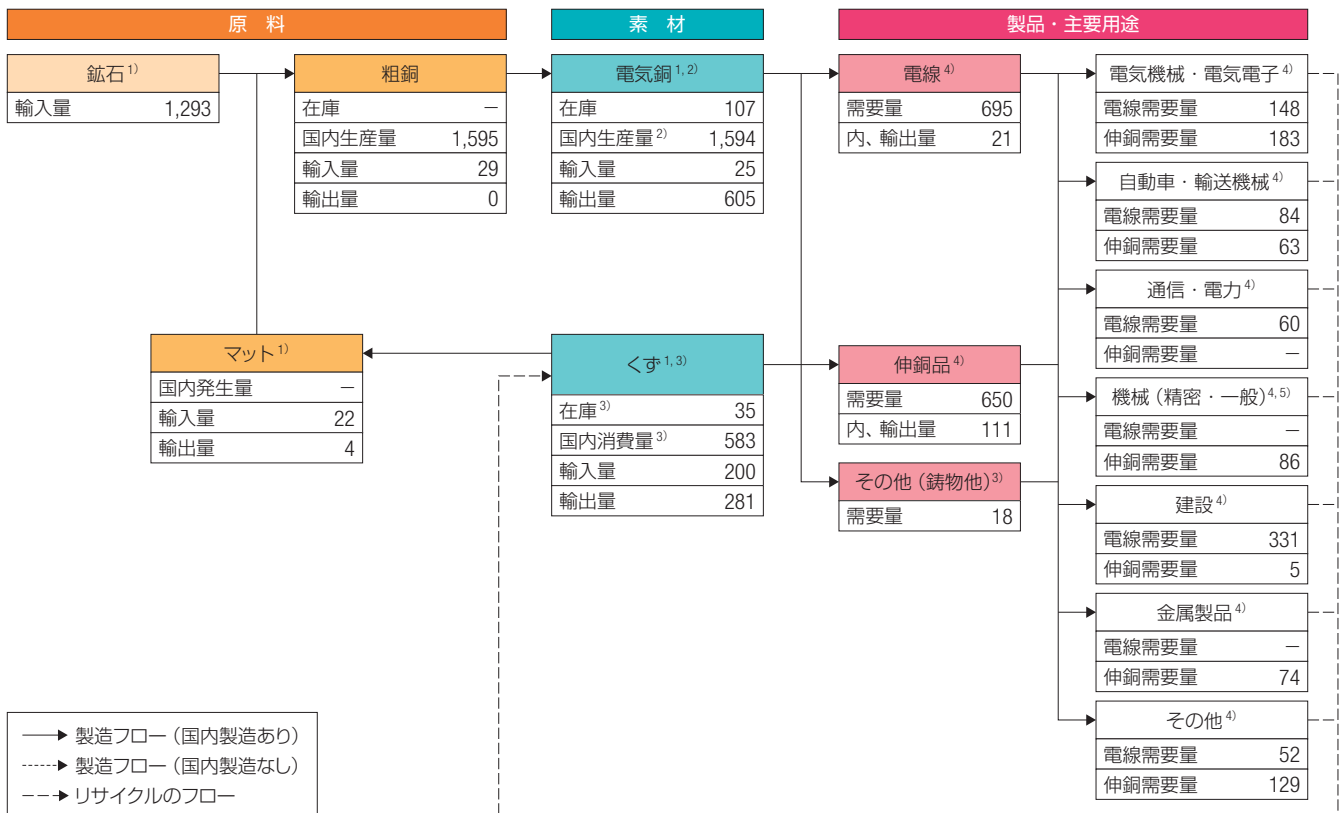 原 料
素 材
製品・主要用途
鉱石1)
輸入量 1,293
粗銅
在庫 −
国内生産量 1,595
輸入量 29
輸出量 0
電気銅1, 2)
在庫 107
国内生産量2) 1,594
輸入量 25
輸出量 605
電線4)
需要量 695
内、輸出量 21
電気機械・電気電子4)
電線需要量 148
伸銅需要量 183
自動車・輸送機械4)
電線需要量 84
伸銅需要量 63
通信・電力4)
電線需要量 60
伸銅需要量 −
マット1)
国内発生量 −
輸入量 22
輸出量 4
くず1, 3)
在庫3) 35
国内消費量3) 583
輸入量 200
輸出量 281
伸銅品4)
需要量 650
内、輸出量 111
その他(鋳物他)3)
需要量 18
機械(精密・一般)4, 5)
電線需要量 −
伸銅需要量 86
建設4)
電線需要量 331
伸銅需要量 5
金属製品4)
電線需要量 −
伸銅需要量 74
その他4)
電線需要量 52
伸銅需要量 129
製造フロー(国内製造あり)
製造フロー(国内製造なし)
リサイクルのフロー